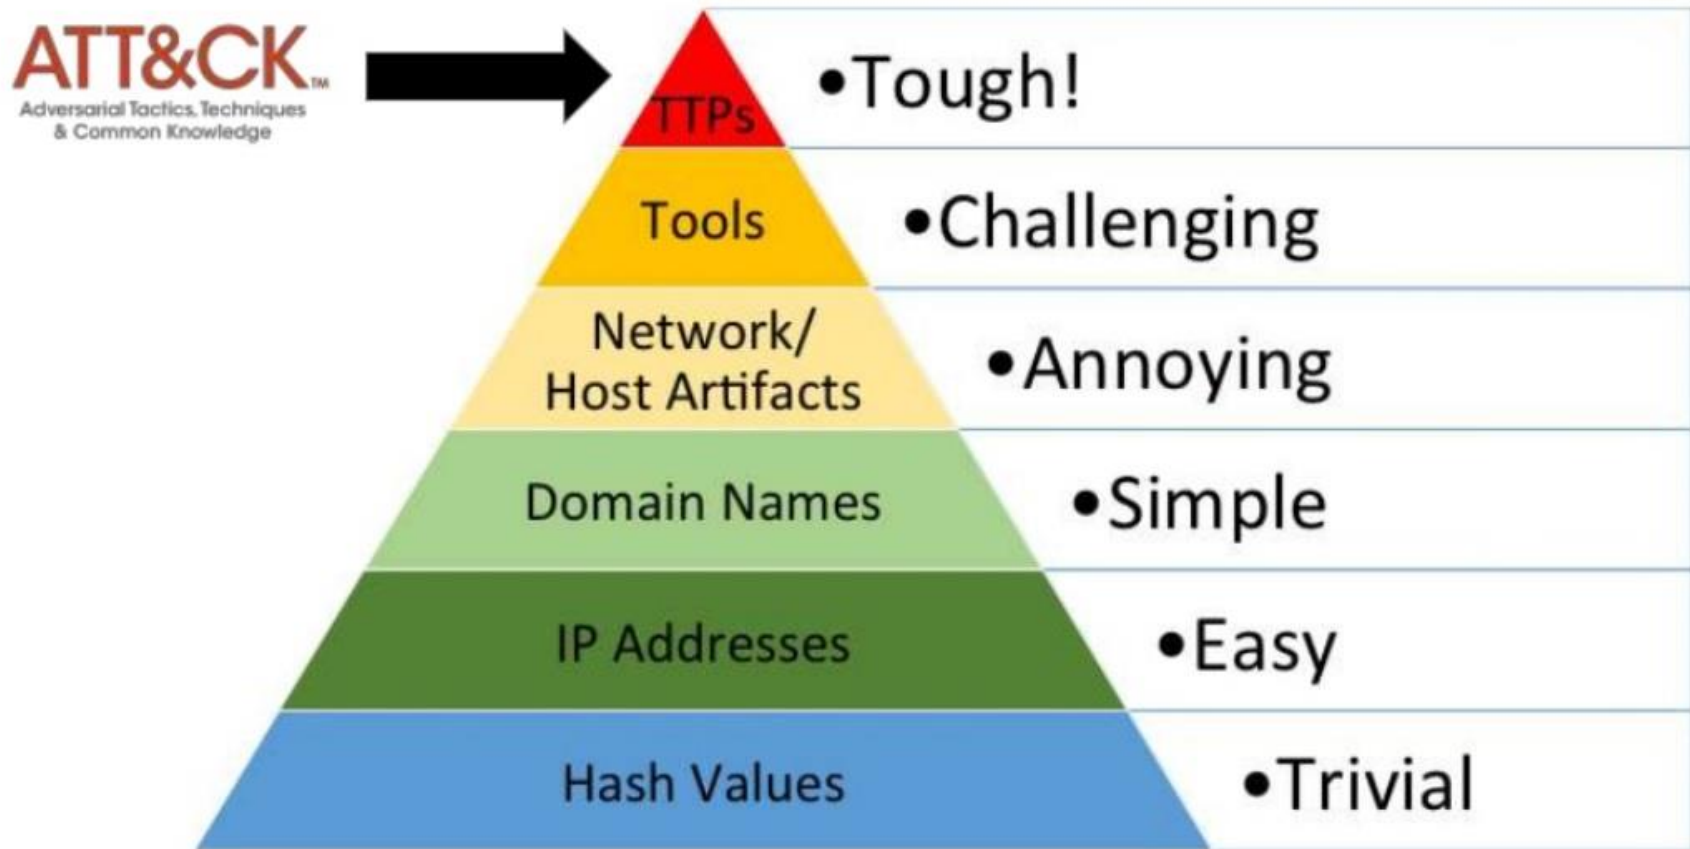 ATT&CK™
Adversarial Tactics, Techniques
& Common Knowledge
TTPs
•Tough!
Tools
•Challenging
Network/
Host Artifacts
•Annoying
Domain Names
•Simple
IP Addresses
•Easy
Hash Values
•Trivial